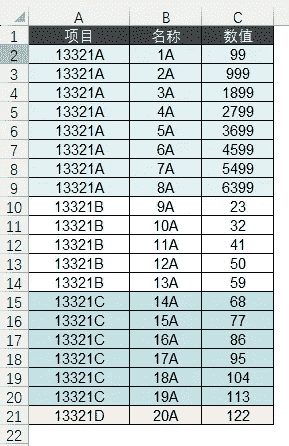 A B C
1 项目 名称 数值
2 13321A 1A 99
3 13321A 2A 999
4 13321A 3A 1899
5 13321A 4A 2799
6 13321A 5A 3699
7 13321A 6A 4599
8 13321A 7A 5499
9 13321A 8A 6399
10 13321B 9A 23
11 13321B 10A 32
12 13321B 11A 41
13 13321B 12A 50
14 13321B 13A 59
15 13321C 14A 68
16 13321C 15A 77
17 13321C 16A 86
18 13321C 17A 95
19 13321C 18A 104
20 13321C 19A 113
21 13321D 20A 122
22